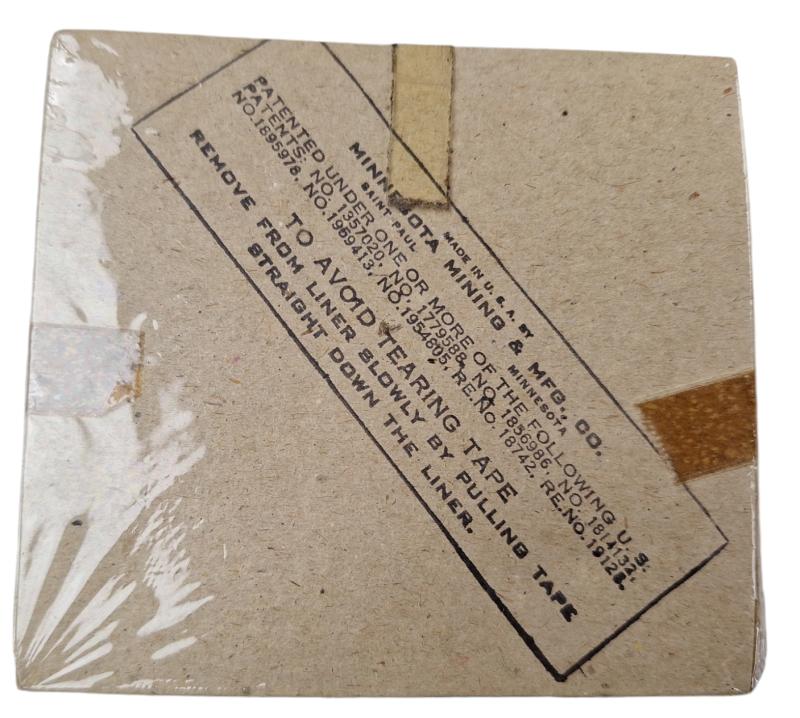 MADE IN U. S. A. BY
MINNESOTA MINING & MFG. CO.
SAINT PAUL MINNESOTA
PATENTED UNDER ONE OR MORE OF THE FOLLOWING U. S.
PATENTS: NO. 1357020, NO. 1779588, NO. 1856986, NO. 1814132,
NO. 1895978, NO. 1969413, NO. 1954805, RE. NO. 18742, RE. NO. 19128.
TO AVOID TEARING TAPE
REMOVE FROM LINER SLOWLY BY PULLING TAPE
STRAIGHT DOWN THE LINER.